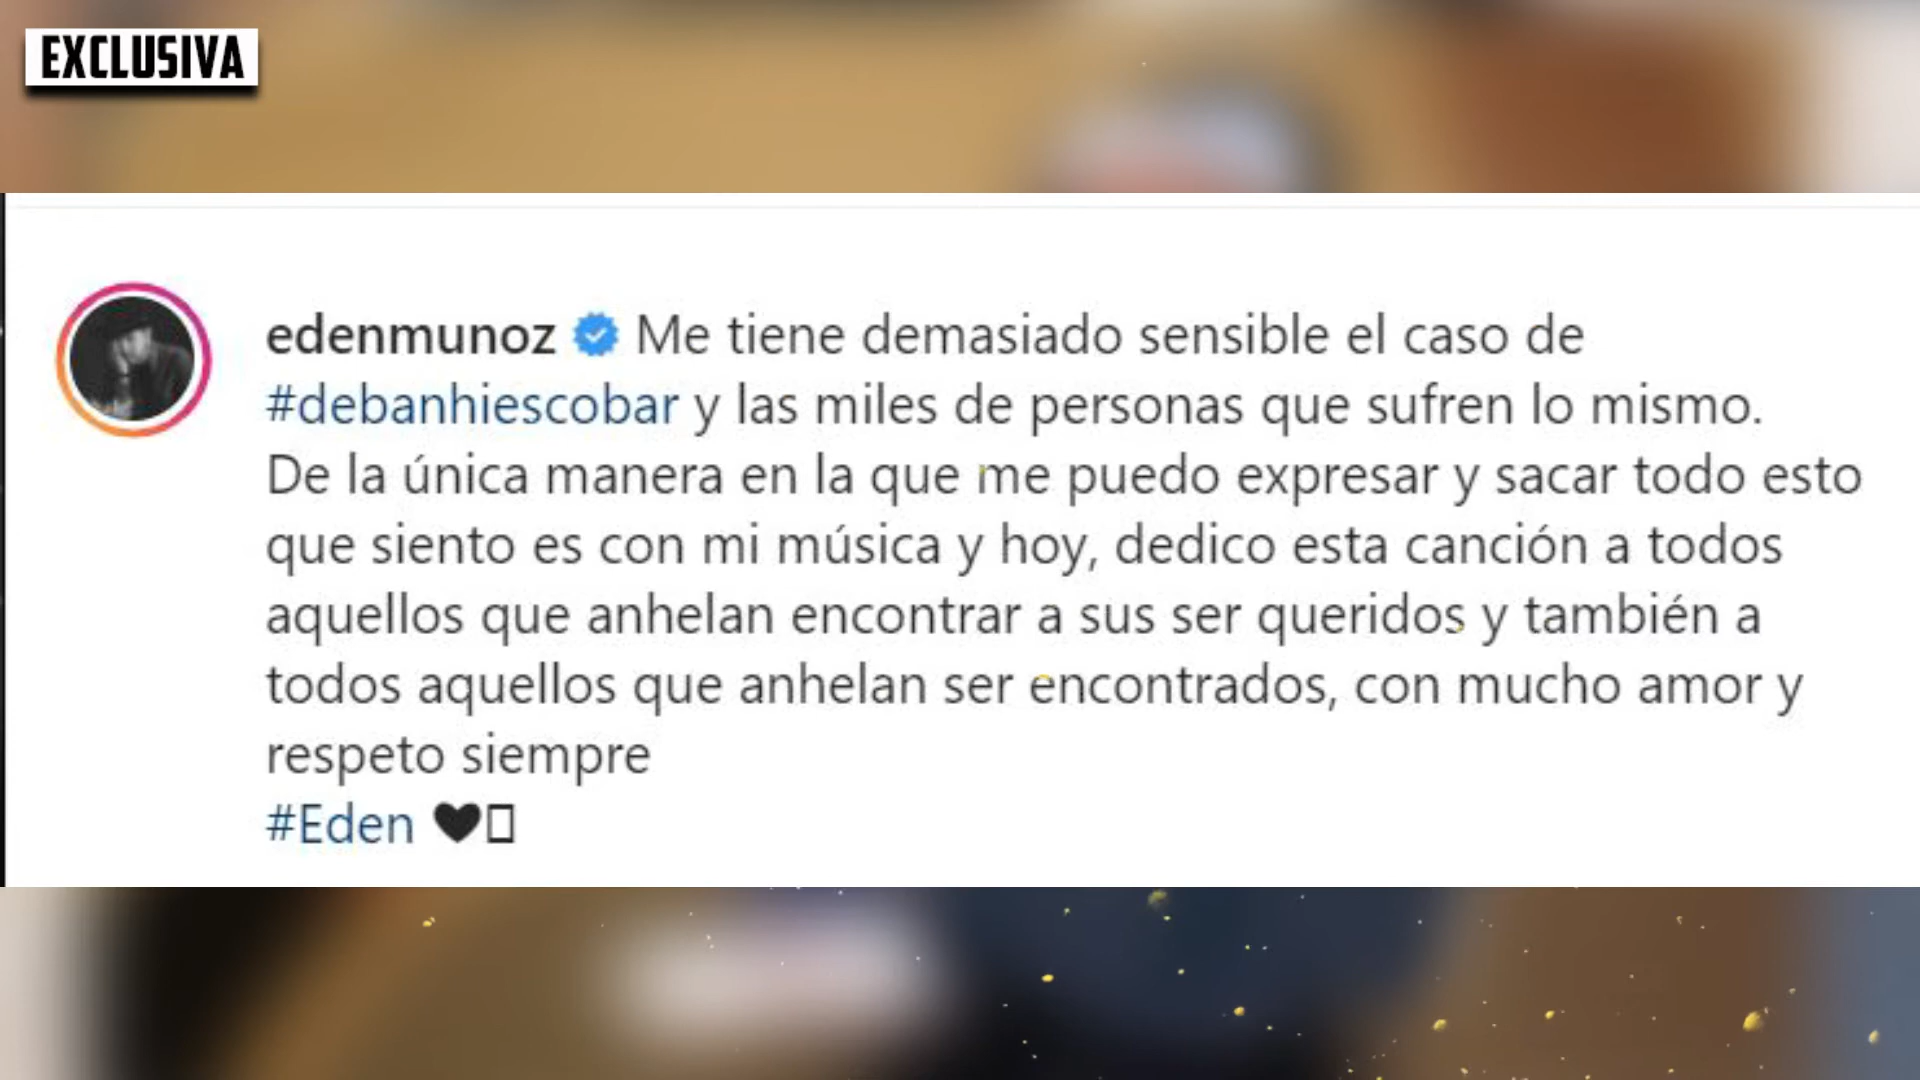 EXCLUSIVA
edenmunoz Me tiene demasiado sensible el caso de
#debanhiescobar y las miles de personas que sufren lo mismo.
De la única manera en la que me puedo expresar y sacar todo esto
que siento es con mi música y hoy, dedico esta canción a todos
aquellos que anhelan encontrar a sus ser queridos y también a
todos aquellos que anhelan ser encontrados, con mucho amor y
respeto siempre
#Eden 🖤